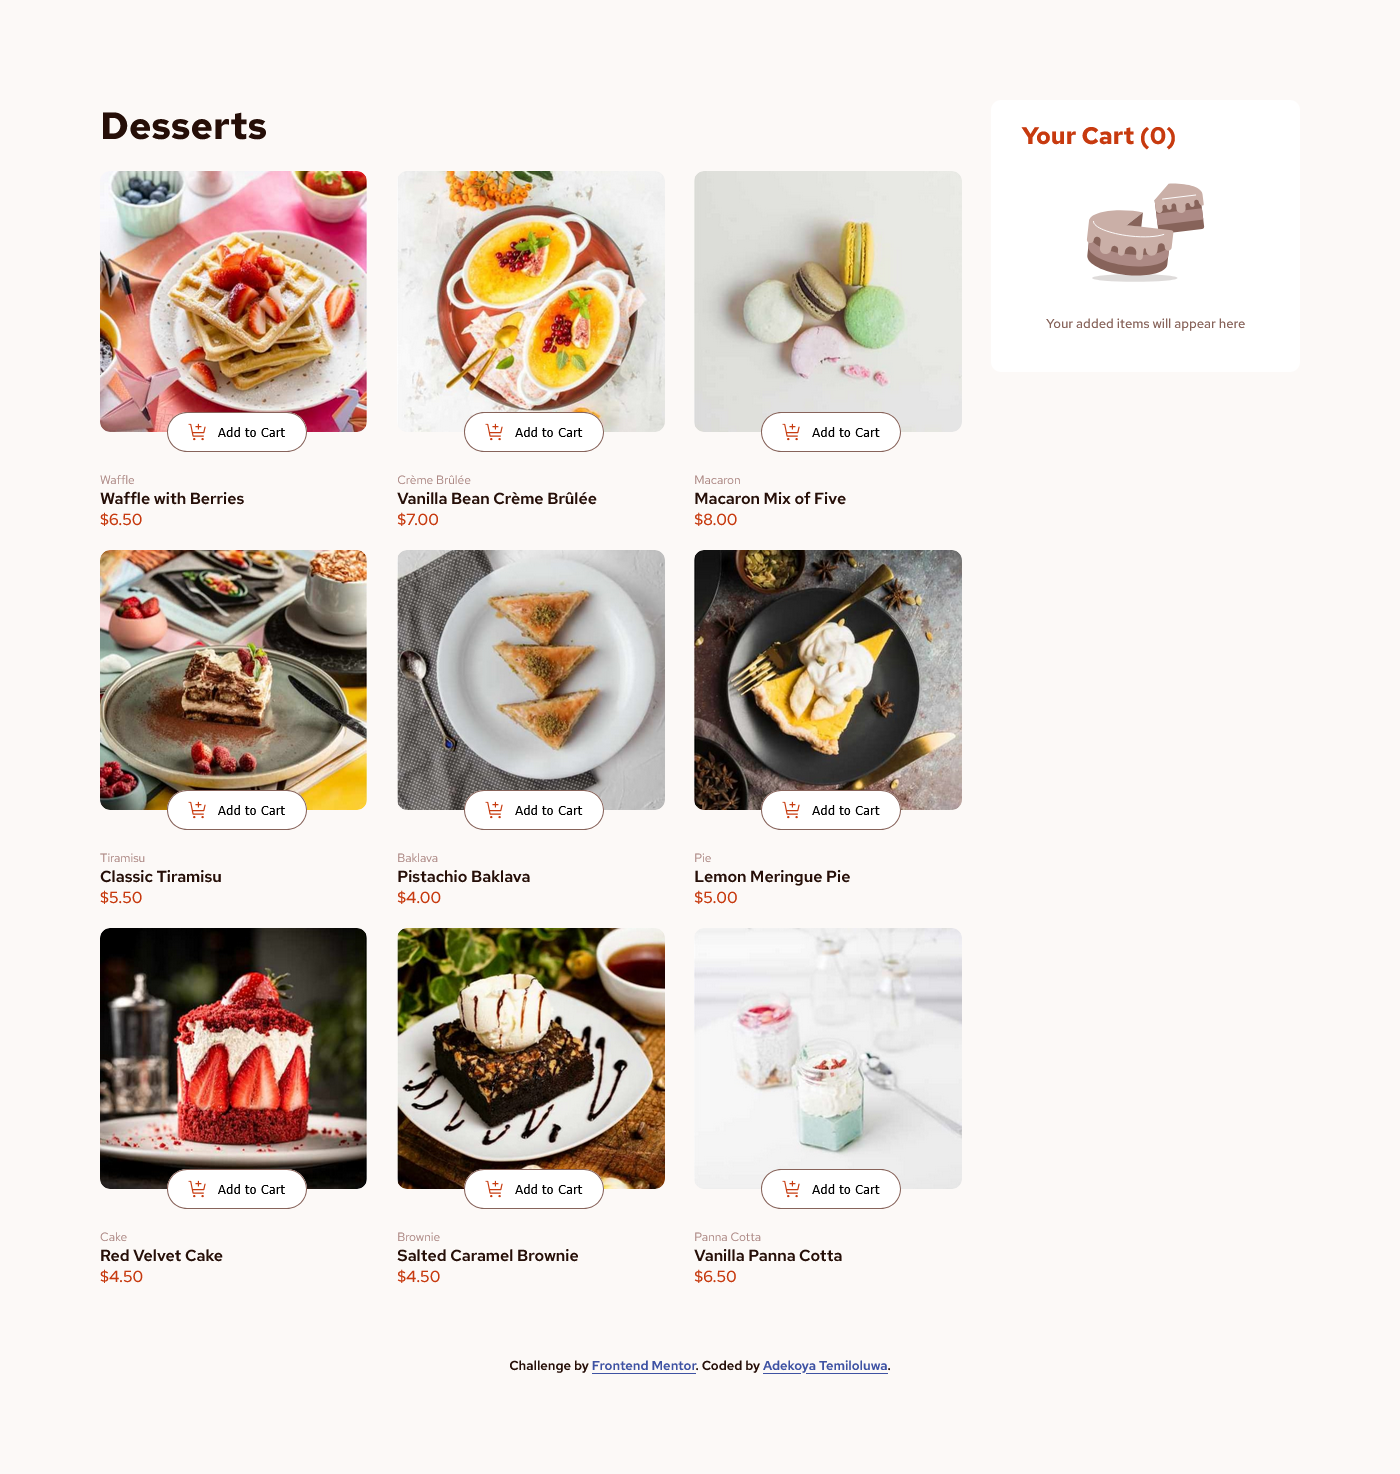 Desserts
Your Cart (0)
Your added items will appear here
Add to Cart
Add to Cart
Add to Cart
Waffle
Waffle with Berries
$6.50
Crème Brûlée
Vanilla Bean Crème Brûlée
$7.00
Macaron
Macaron Mix of Five
$8.00
Add to Cart
Add to Cart
Add to Cart
Tiramisu
Classic Tiramisu
$5.50
Baklava
Pistachio Baklava
$4.00
Pie
Lemon Meringue Pie
$5.00
Add to Cart
Add to Cart
Add to Cart
Cake
Red Velvet Cake
$4.50
Brownie
Salted Caramel Brownie
$4.50
Panna Cotta
Vanilla Panna Cotta
$6.50
Challenge by Frontend Mentor. Coded by Adekoya Temiloluwa.